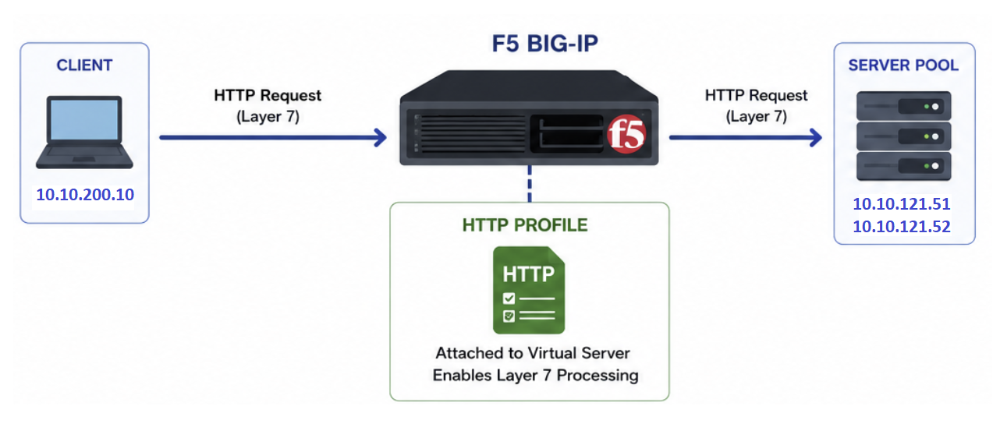 F5 BIG-IP
CLIENT
10.10.200.10
HTTP Request
(Layer 7)
f5
HTTP Request
(Layer 7)
SERVER POOL
10.10.121.51
10.10.121.52
HTTP PROFILE
HTTP
Attached to Virtual Server
Enables Layer 7 Processing